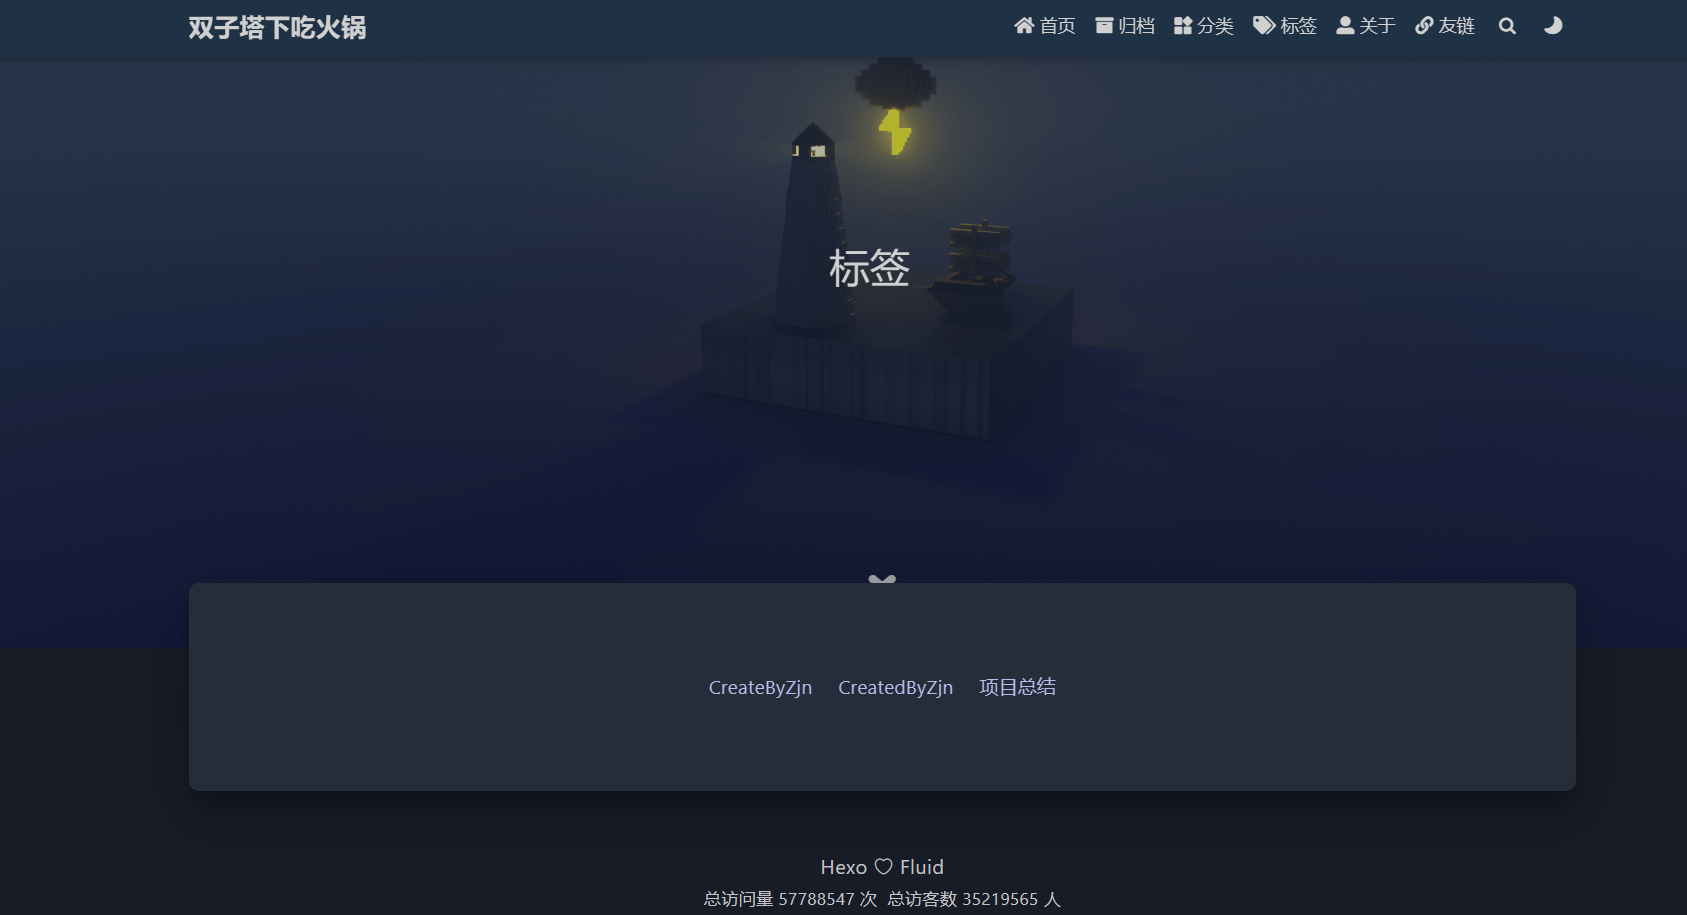 双子塔下吃火锅
首页 归档 分类 标签 关于 友链
标签
CreateByZjn CreatedByZjn 项目总结
Hexo ♡ Fluid
总访问量 57788547 次 总访客数 35219565 人